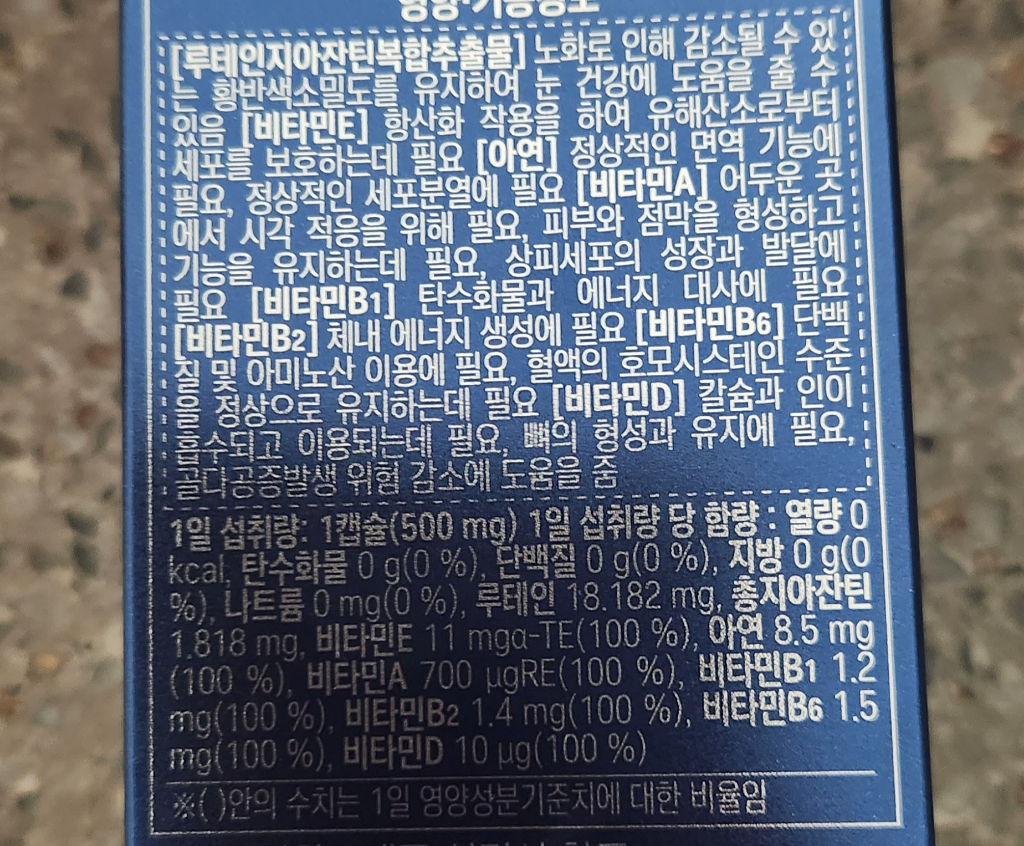 영양·기능정보
[루테인지아잔틴복합추출물] 노화로 인해 감소될 수 있
는 황반색소밀도를 유지하여 눈 건강에 도움을 줄 수
있음 [비타민E] 항산화 작용을 하여 유해산소로부터
세포를 보호하는데 필요 [아연] 정상적인 면역 기능에
필요, 정상적인 세포분열에 필요 [비타민A] 어두운 곳
에서 시각 적응을 위해 필요, 피부와 점막을 형성하고
기능을 유지하는데 필요, 상피세포의 성장과 발달에
필요 [비타민B1] 탄수화물과 에너지 대사에 필요
[비타민B2] 체내 에너지 생성에 필요 [비타민B6] 단백
질 및 아미노산 이용에 필요, 혈액의 호모시스테인 수준
을 정상으로 유지하는데 필요 [비타민D] 칼슘과 인이
흡수되고 이용되는데 필요, 뼈의 형성과 유지에 필요,
골다공증발생 위험 감소에 도움을 줌
1일 섭취량: 1캡슐(500 mg) 1일 섭취량 당 함량 : 열량 0
kcal, 탄수화물 0 g(0 %), 단백질 0 g(0 %), 지방 0 g(0
%), 나트륨 0 mg(0 %), 루테인 18.182 mg, 총지아잔틴
1.818 mg, 비타민E 11 mgα-TE(100 %), 아연 8.5 mg
(100 %), 비타민A 700 μgRE(100 %), 비타민B1 1.2
mg(100 %), 비타민B2 1.4 mg(100 %), 비타민B6 1.5
mg(100 %), 비타민D 10 μg(100 %)
※( )안의 수치는 1일 영양성분기준치에 대한 비율임